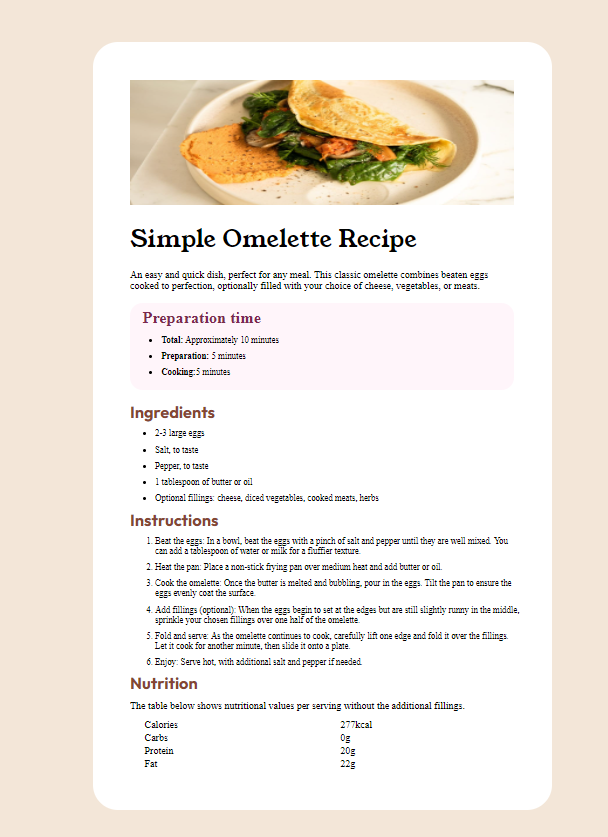 Simple Omelette Recipe
An easy and quick dish, perfect for any meal. This classic omelette combines beaten eggs
cooked to perfection, optionally filled with your choice of cheese, vegetables, or meats.
Preparation time
• Total: Approximately 10 minutes
• Preparation: 5 minutes
• Cooking:5 minutes
Ingredients
• 2-3 large eggs
• Salt, to taste
• Pepper, to taste
• 1 tablespoon of butter or oil
• Optional fillings: cheese, diced vegetables, cooked meats, herbs
Instructions
1. Beat the eggs: In a bowl, beat the eggs with a pinch of salt and pepper until they are well mixed. You
can add a tablespoon of water or milk for a fluffier texture.
2. Heat the pan: Place a non-stick frying pan over medium heat and add butter or oil.
3. Cook the omelette: Once the butter is melted and bubbling, pour in the eggs. Tilt the pan to ensure the
eggs evenly coat the surface.
4. Add fillings (optional): When the eggs begin to set at the edges but are still slightly runny in the middle,
sprinkle your chosen fillings over one half of the omelette.
5. Fold and serve: As the omelette continues to cook, carefully lift one edge and fold it over the fillings.
Let it cook for another minute, then slide it onto a plate.
6. Enjoy: Serve hot, with additional salt and pepper if needed.
Nutrition
The table below shows nutritional values per serving without the additional fillings.
Calories 277kcal
Carbs 0g
Protein 20g
Fat 22g